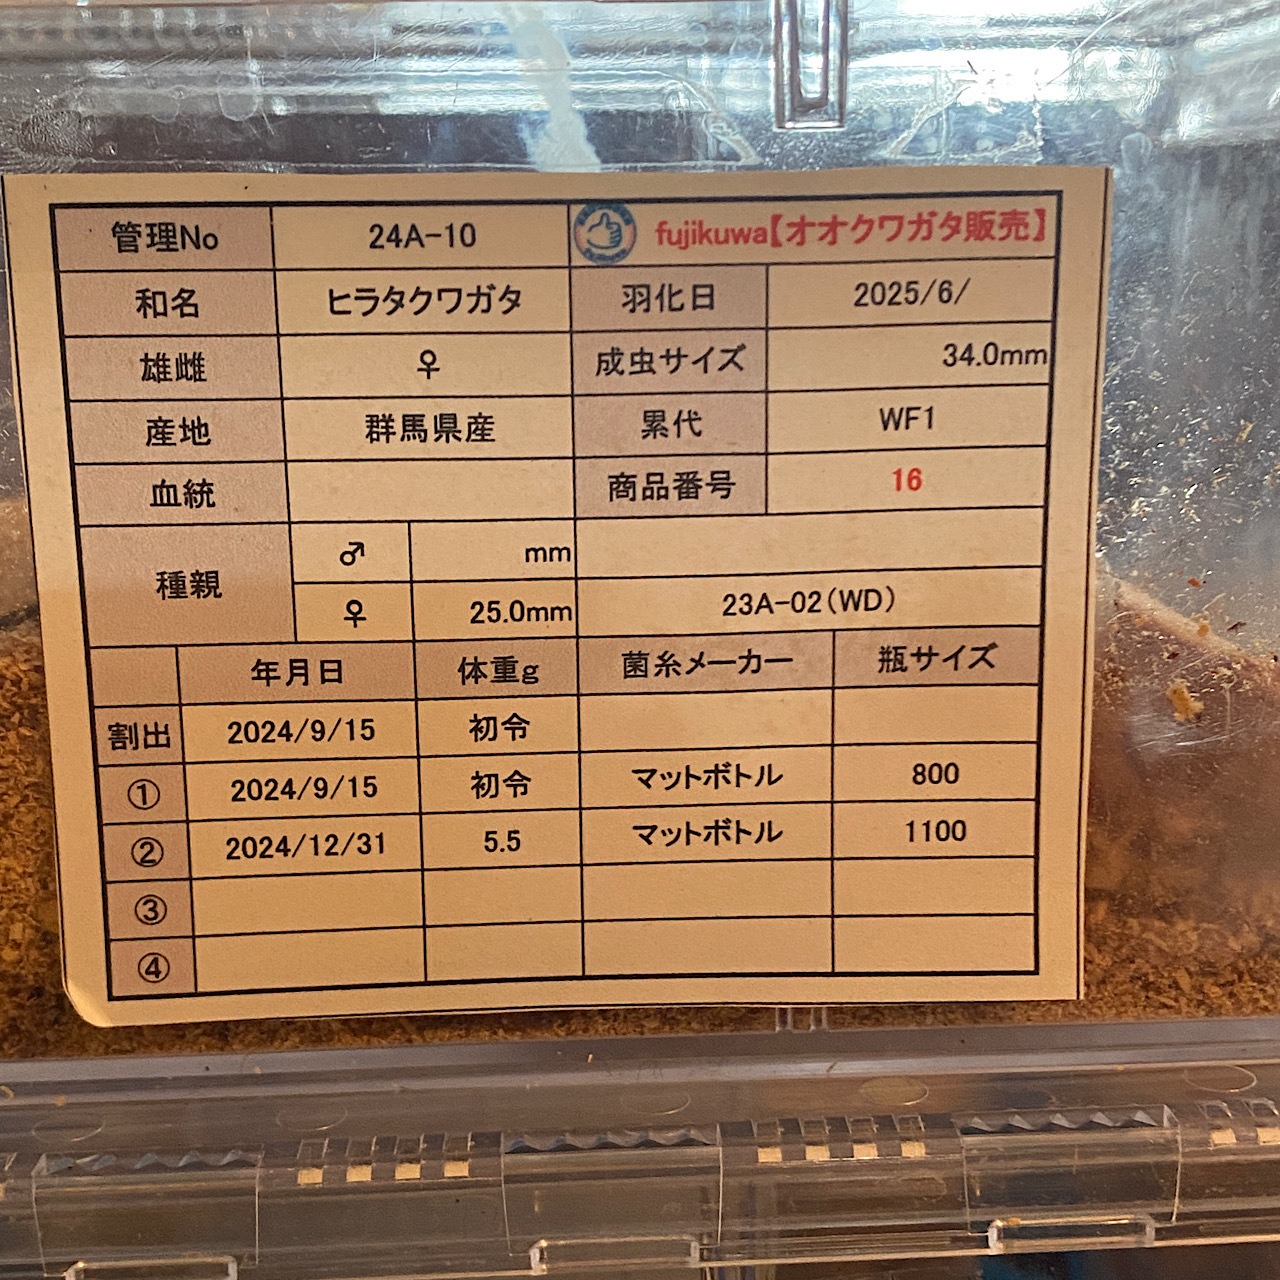 管理No 24A-10 fujikuwa【オオクワガタ販売】
和名 ヒラタクワガタ 羽化日 2025/6/
雄雌 ♀ 成虫サイズ 34.0mm
産地 群馬県産 累代 WF1
血統 商品番号 16
種親 ♂ mm
♀ 25.0mm 23A-02(WD)
年月日 体重g 菌糸メーカー 瓶サイズ
割出 2024/9/15 初令
① 2024/9/15 初令 マットボトル 800
② 2024/12/31 5.5 マットボトル 1100
③
④